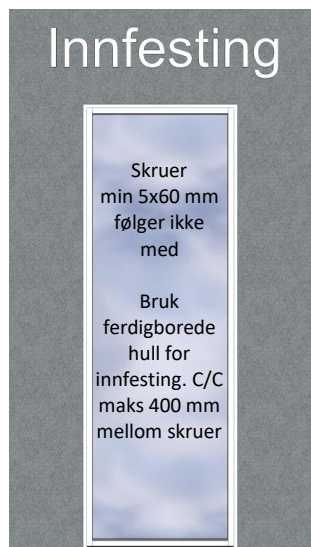 Innfesting
Skruer
min 5x60 mm
følger ikke
med
Bruk
ferdigborede
hull for
innfesting. C/C
maks 400 mm
mellom skruer